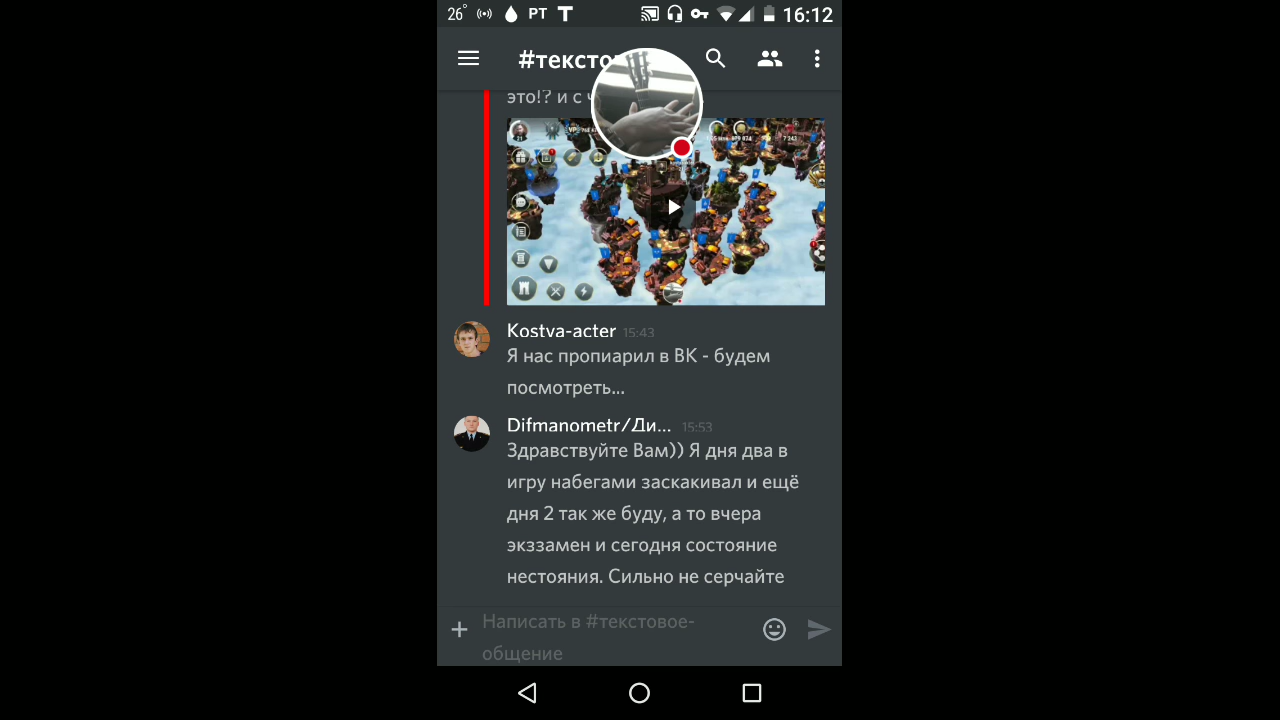 26° PT T 16:12
#тексто
это!? и с
Kostya-acter 15:43
Я нас пропиарил в ВК - будем
посмотреть...
Difmanometr/Ди... 15:53
Здравствуйте Вам)) Я дня два в
игру набегами заскакивал и ещё
дня 2 так же буду, а то вчера
экззамен и сегодня состояние
нестояния. Сильно не серчайте
Написать в #текстовое-
общение